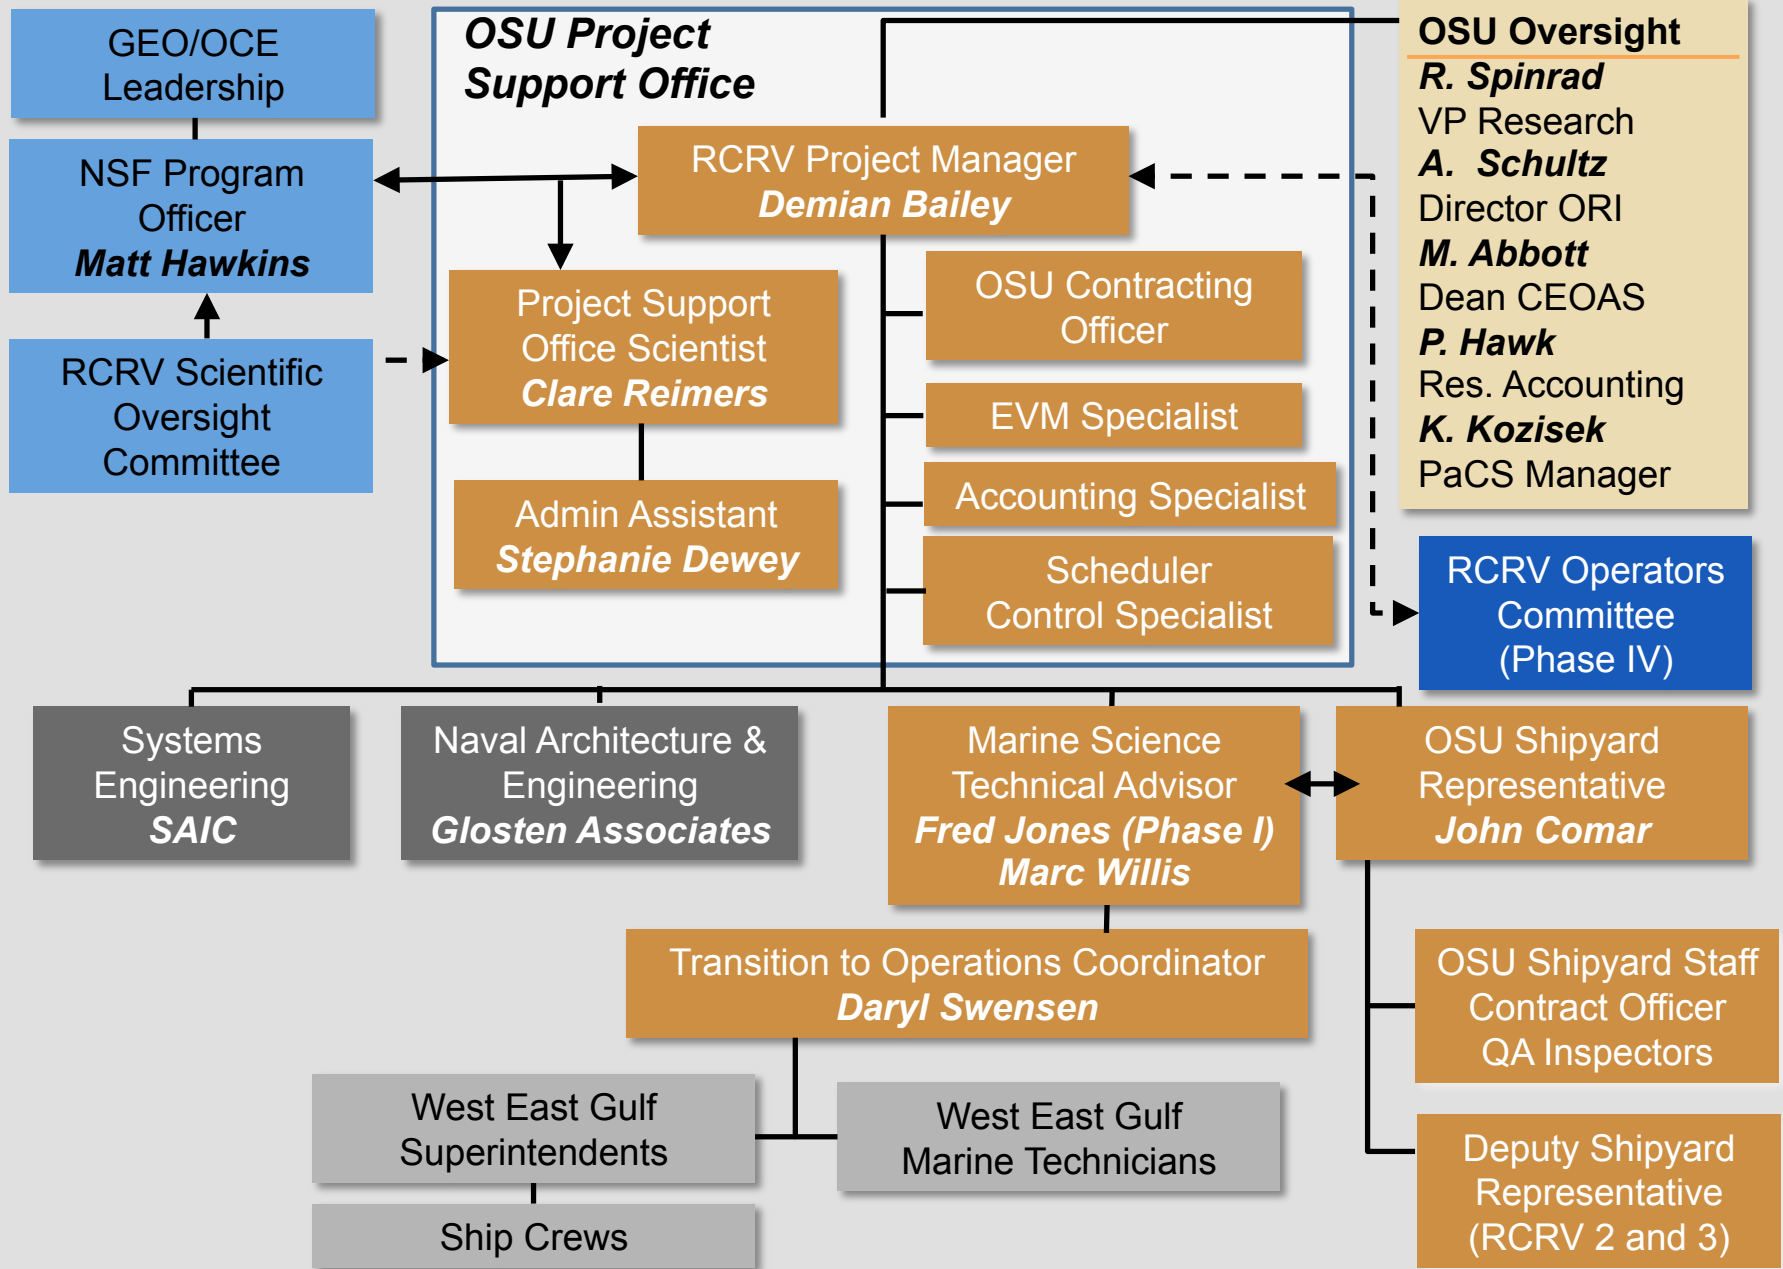 GEO/OCE
Leadership
NSF Program
Officer
Matt Hawkins
RCRV Scientific
Oversight
Committee
OSU Project
Support Office
RCRV Project Manager
Demian Bailey
Project Support
Office Scientist
Clare Reimers
Admin Assistant
Stephanie Dewey
OSU Contracting
Officer
EVM Specialist
Accounting Specialist
Scheduler
Control Specialist
OSU Oversight
R. Spinrad
VP Research
A. Schultz
Director ORI
M. Abbott
Dean CEOAS
P. Hawk
Res. Accounting
K. Kozisek
PaCS Manager
RCRV Operators
Committee
(Phase IV)
Systems
Engineering
SAIC
Naval Architecture &
Engineering
Glosten Associates
Marine Science
Technical Advisor
Fred Jones (Phase I)
Marc Willis
OSU Shipyard
Representative
John Comar
Transition to Operations Coordinator
Daryl Swensen
OSU Shipyard Staff
Contract Officer
QA Inspectors
West East Gulf
Superintendents
West East Gulf
Marine Technicians
Ship Crews
Deputy Shipyard
Representative
(RCRV 2 and 3)